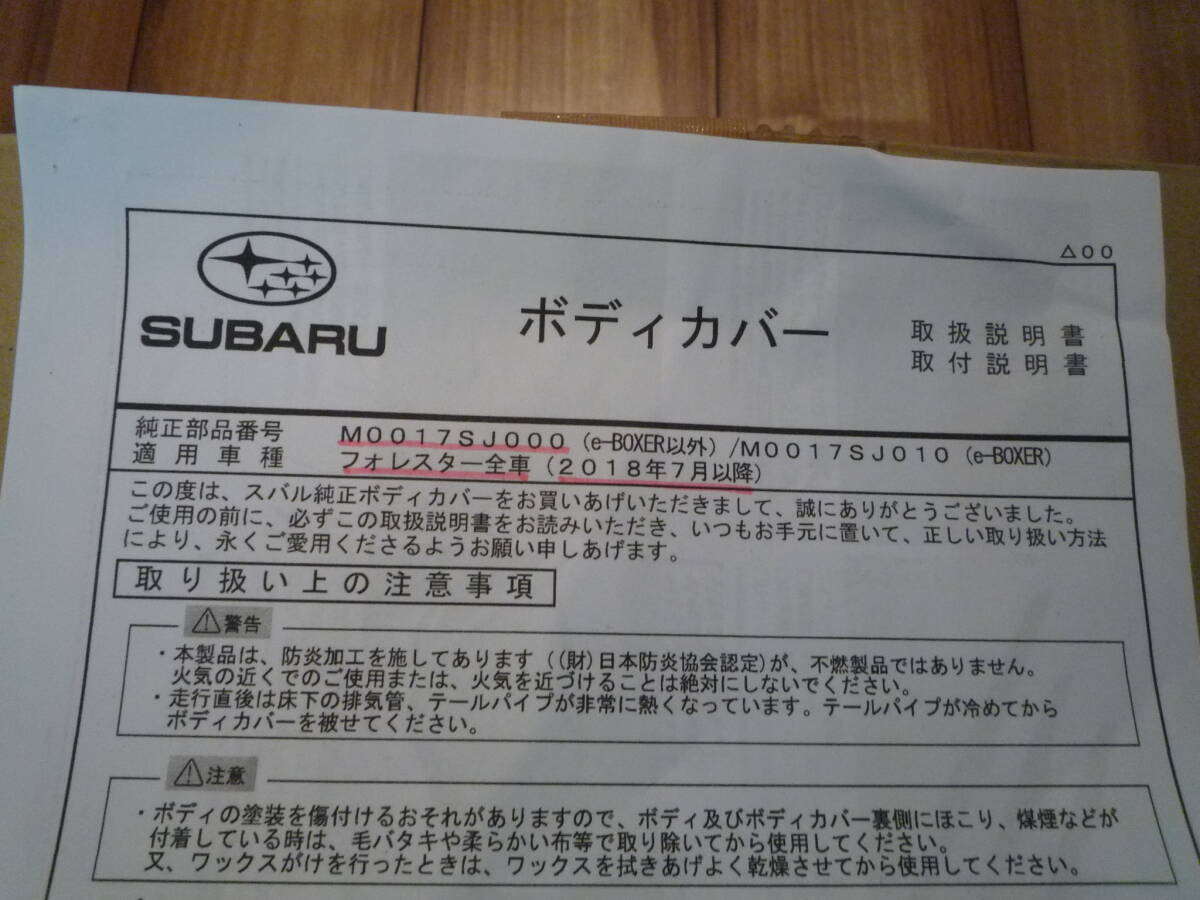 △００
SUBARU
ボディカバー
取扱説明書
取付説明書
純正部品番号 Ｍ００１７ＳＪ０００（e-BOXER以外）/Ｍ００１７ＳＪ０１０（e-BOXER）
適用車種 フォレスター全車（２０１８年７月以降）
この度は、スバル純正ボディカバーをお買いあげいただきまして、誠にありがとうございました。
ご使用の前に、必ずこの取扱説明書をお読みいただき、いつもお手元に置いて、正しい取り扱い方法
により、永くご愛用くださるようお願い申しあげます。
取り扱い上の注意事項
⚠警告
・本製品は、防炎加工を施してあります（(財)日本防炎協会認定)が、不燃製品ではありません。
火気の近くでのご使用または、火気を近づけることは絶対にしないでください。
・走行直後は床下の排気管、テールパイプが非常に熱くなっています。テールパイプが冷めてから
ボディカバーを被せてください。
⚠注意
・ボディの塗装を傷付けるおそれがありますので、ボディ及びボディカバー裏側にほこり、煤煙などが
付着している時は、毛バタキや柔らかい布等で取り除いてから使用してください。
又、ワックスがけを行ったときは、ワックスを拭きあげよく乾燥させてから使用してください。